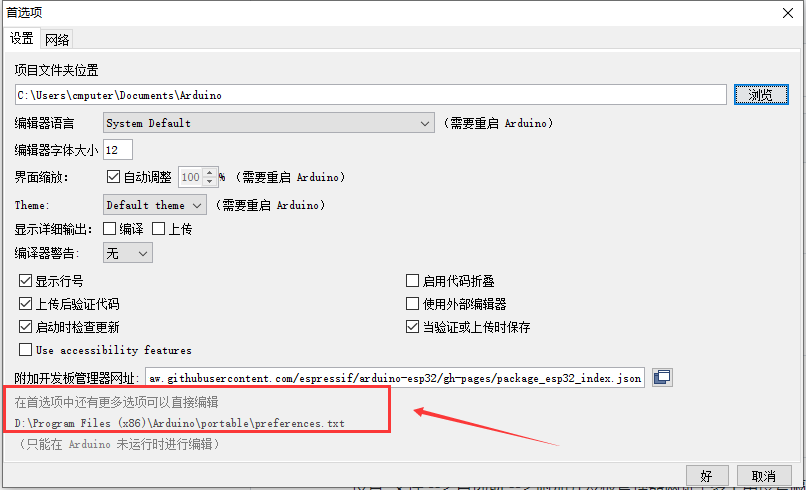 首选项
设置 网络
项目文件夹位置
C:\Users\cmputer\Documents\Arduino 浏览
编辑器语言 System Default (需要重启 Arduino)
编辑器字体大小 12
界面缩放: 自动调整 100 % (需要重启 Arduino)
Theme: Default theme (需要重启 Arduino)
显示详细输出: 编译 上传
编译器警告: 无
显示行号 启用代码折叠
上传后验证代码 使用外部编辑器
启动时检查更新 当验证或上传时保存
Use accessibility features
附加开发板管理器网址: aw.githubusercontent.com/espressif/arduino-esp32/gh-pages/package_esp32_index.json
在首选项中还有更多选项可以直接编辑
D:\Program Files (x86)\Arduino\portable\preferences.txt
(只能在 Arduino 未运行时进行编辑)
好 取消